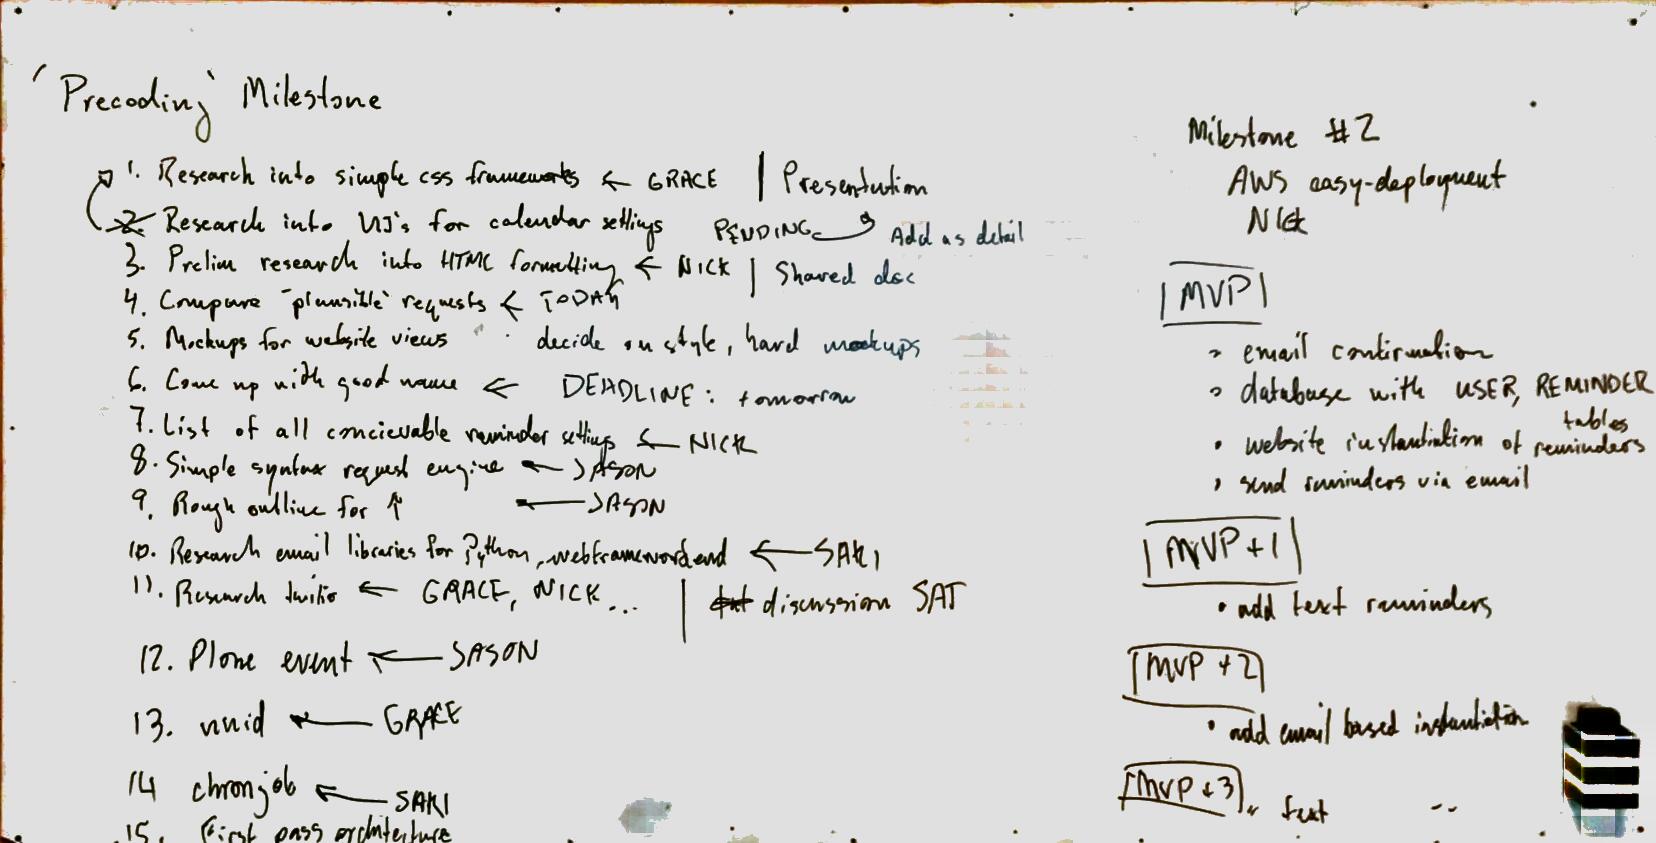 'Precoding' Milestone
1. Research into simple css frameworks ← GRACE | Presentation
2. Research into UI's for calendar settings PENDING Add as detail
3. Prelim research into HTML formatting ← NICK | Shared doc
4. Compare "plausible" requests ← TODAY
5. Mockups for website views decide on style, hard mockups
6. Come up with good name ← DEADLINE: tomorrow
7. List of all concievable reminder settings ← NICK
8. Simple syntax request engine ← JASON
9. Rough outline for ↑ ← JASON
10. Research email libraries for Python, ← SAKI
11. Research twilio ← GRACE, NICK... | discussion SAT
12. Plone event ← JASON
13. uuid ← GRACE
14 chronjob ← SAKI
15. First pass architecture
Milestone #2
AWS easy-deployment
NICK
MVP
• email confirmation
• database with USER, REMINDER
tables
• website instantiation of reminders
• send reminders via email
MVP+1
• add text reminders
MVP +2
• add email based instantiation
MVP +3
" text " "